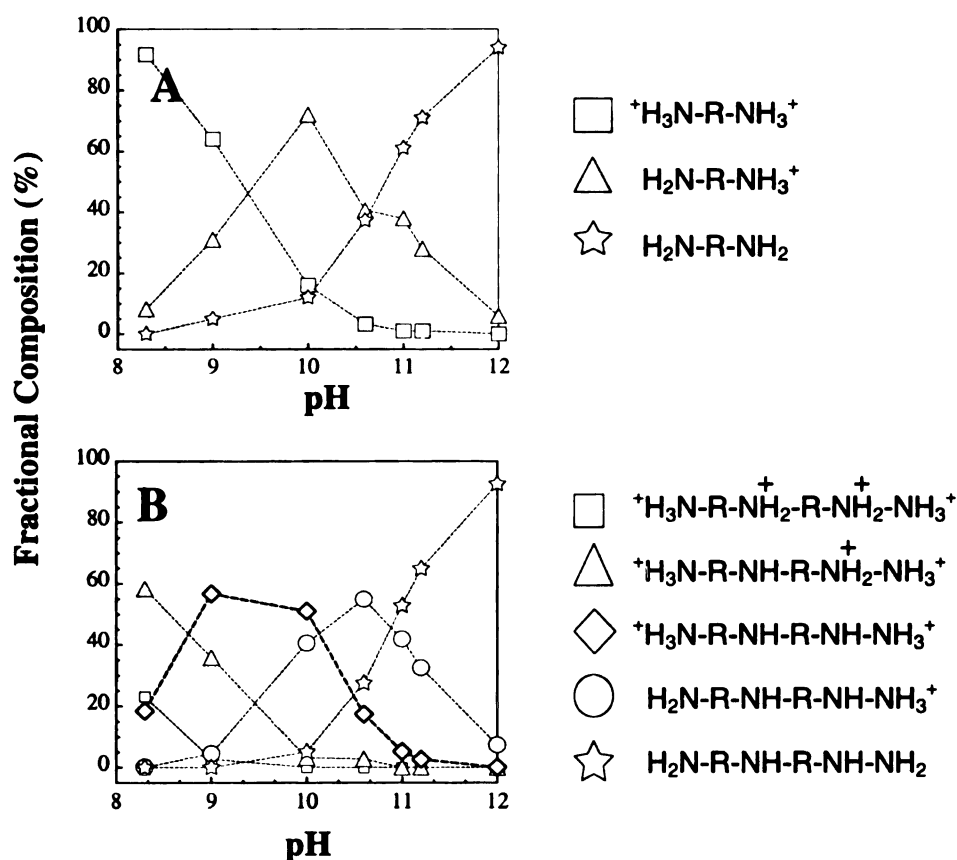 Fractional Composition (%)
100
80
60
40
20
0
A
8 9 10 11 12
pH
⁺H₃N-R-NH₃⁺
H₂N-R-NH₃⁺
H₂N-R-NH₂
100
80
60
40
20
0
B
8 9 10 11 12
pH
+ +
⁺H₃N-R-NH₂-R-NH₂-NH₃⁺
+
⁺H₃N-R-NH-R-NH₂-NH₃⁺
⁺H₃N-R-NH-R-NH-NH₃⁺
H₂N-R-NH-R-NH-NH₃⁺
H₂N-R-NH-R-NH-NH₂